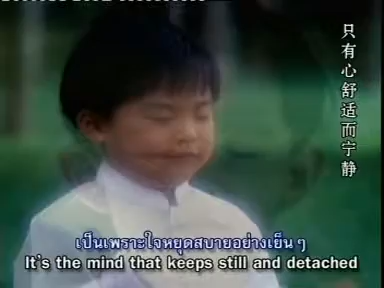 只有心舒适而宁静
เป็นเพราะใจหยุดสบายอย่างเย็น ๆ
It's the mind that keeps still and detached